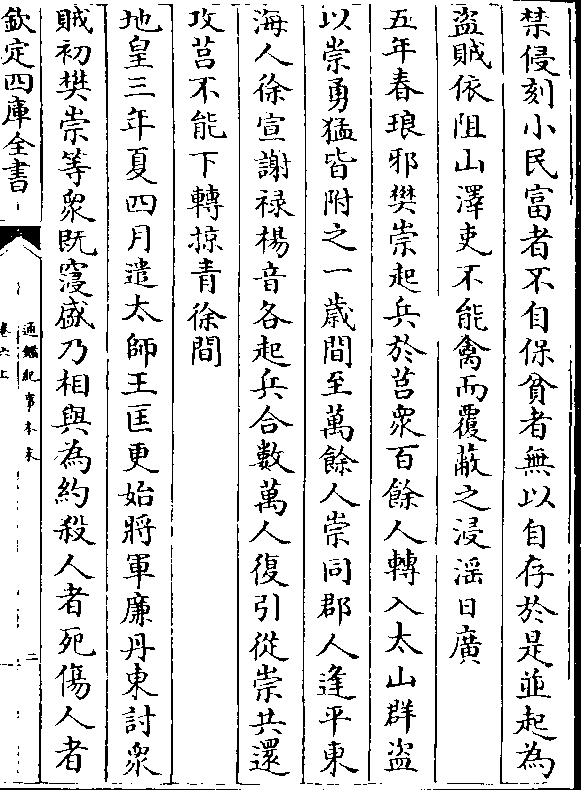 禁侵刻小民富者不自保貧者無以自存於是並起為
盜賊依阻山澤吏不能禽而覆蔽之浸淫日廣
五年春琅邪樊崇起兵於莒衆百餘人轉入太山群盜
以崇勇猛皆附之一歲間至萬餘人崇同郡人逢平東
海人徐宣謝祿楊音各起兵合數萬人復引從崇共還
攻莒不能下轉掠青徐間
地皇三年夏四月遣太師王匡更始將軍廉丹東討衆
賊初樊崇等衆既寖盛乃相與為約殺人者死傷人者
欽定四庫全書
通鑑紀事本末
卷六上
二